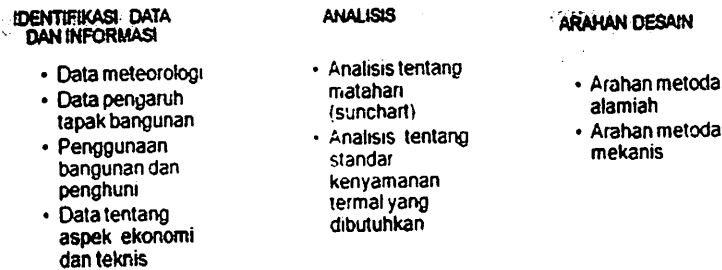 IDENTIFIKASI DATA
DAN INFORMASI
• Data meteorologi
• Data pengaruh
tapak bangunan
• Penggunaan
bangunan dan
penghuni
• Data tentang
aspek ekonomi
dan teknis
ANALISIS
• Analisis tentang
matahari
(sunchart)
• Analisis tentang
standar
kenyamanan
termal yang
dibutuhkan
ARAHAN DESAIN
• Arahan metoda
alamiah
• Arahan metoda
mekanis